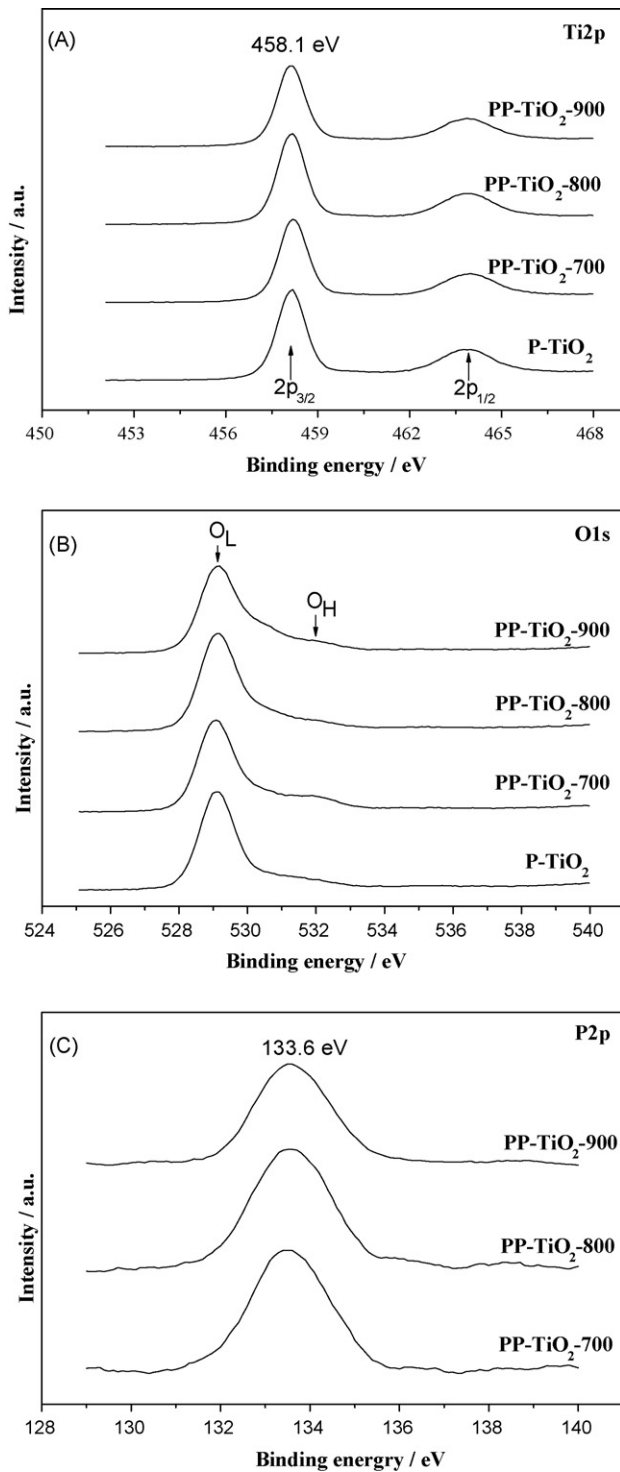 (A)
458.1 eV
Ti2p
PP-TiO2-900
PP-TiO2-800
PP-TiO2-700
P-TiO2
2p3/2
2p1/2
Intensity / a.u.
450 453 456 459 462 465 468
Binding energy / eV
(B)
OL
O1s
OH
PP-TiO2-900
PP-TiO2-800
PP-TiO2-700
P-TiO2
Intensity / a.u.
524 526 528 530 532 534 536 538 540
Binding energy / eV
(C)
133.6 eV
P2p
PP-TiO2-900
PP-TiO2-800
PP-TiO2-700
Intensity / a.u.
128 130 132 134 136 138 140
Binding energry / eV